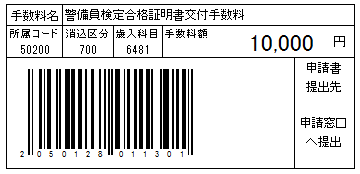 手数料名 警備員検定合格証明書交付手数料
所属コード 消込区分 歳入科目 手数料額 10,000 円
50200 700 6481
申請書
提出先
申請窓口
へ提出
205012801301